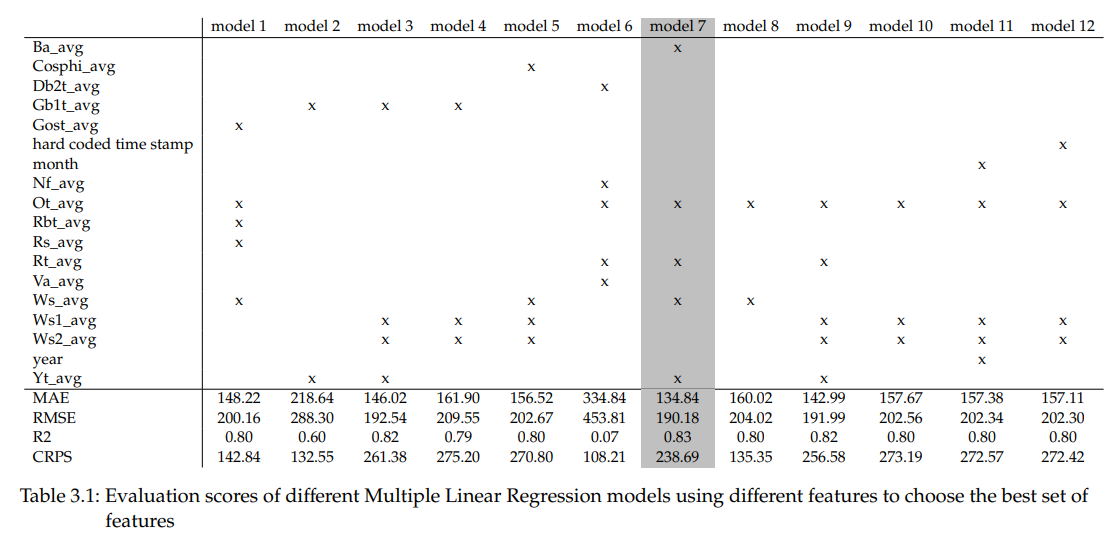 model 1 model 2 model 3 model 4 model 5 model 6 model 7 model 8 model 9 model 10 model 11 model 12
Ba_avg x
Cosphi_avg x
Db2t_avg x
Gb1t_avg x x x
Gost_avg x
hard coded time stamp x
month x
Nf_avg x
Ot_avg x x x x x x x x
Rbt_avg x
Rs_avg x
Rt_avg x x x
Va_avg x
Ws_avg x x x x
Ws1_avg x x x x x x x
Ws2_avg x x x x x x x
year x
Yt_avg x x x x
MAE 148.22 218.64 146.02 161.90 156.52 334.84 134.84 160.02 142.99 157.67 157.38 157.11
RMSE 200.16 288.30 192.54 209.55 202.67 453.81 190.18 204.02 191.99 202.56 202.34 202.30
R2 0.80 0.60 0.82 0.79 0.80 0.07 0.83 0.80 0.82 0.80 0.80 0.80
CRPS 142.84 132.55 261.38 275.20 270.80 108.21 238.69 135.35 256.58 273.19 272.57 272.42
Table 3.1: Evaluation scores of different Multiple Linear Regression models using different features to choose the best set of
features